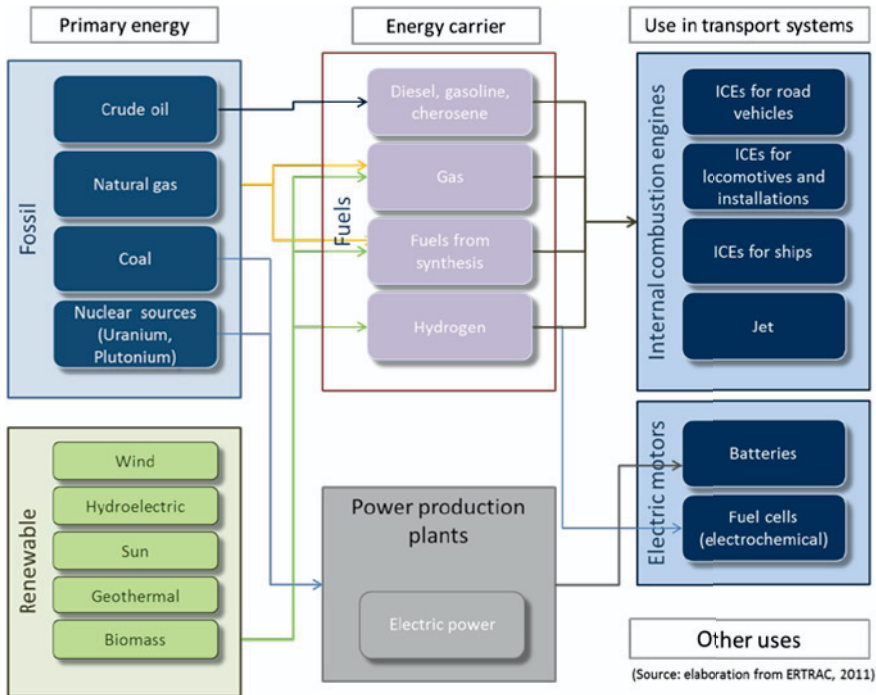 Primary energy
Energy carrier
Use in transport systems
Fossil
Crude oil
Natural gas
Coal
Nuclear sources
(Uranium,
Plutonium)
Renewable
Wind
Hydroelectric
Sun
Geothermal
Biomass
Fuels
Diesel, gasoline,
cherosene
Gas
Fuels from
synthesis
Hydrogen
Power production
plants
Electric power
Internal combustion engines
ICEs for road
vehicles
ICEs for
locomotives and
installations
ICEs for ships
Jet
Electric motors
Batteries
Fuel cells
(electrochemical)
Other uses
(Source: elaboration from ERTRAC, 2011)